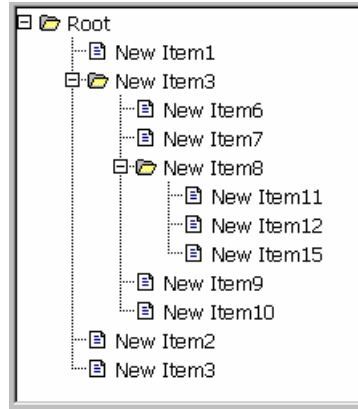 Root
New Item1
New Item3
New Item6
New Item7
New Item8
New Item11
New Item12
New Item15
New Item9
New Item10
New Item2
New Item3